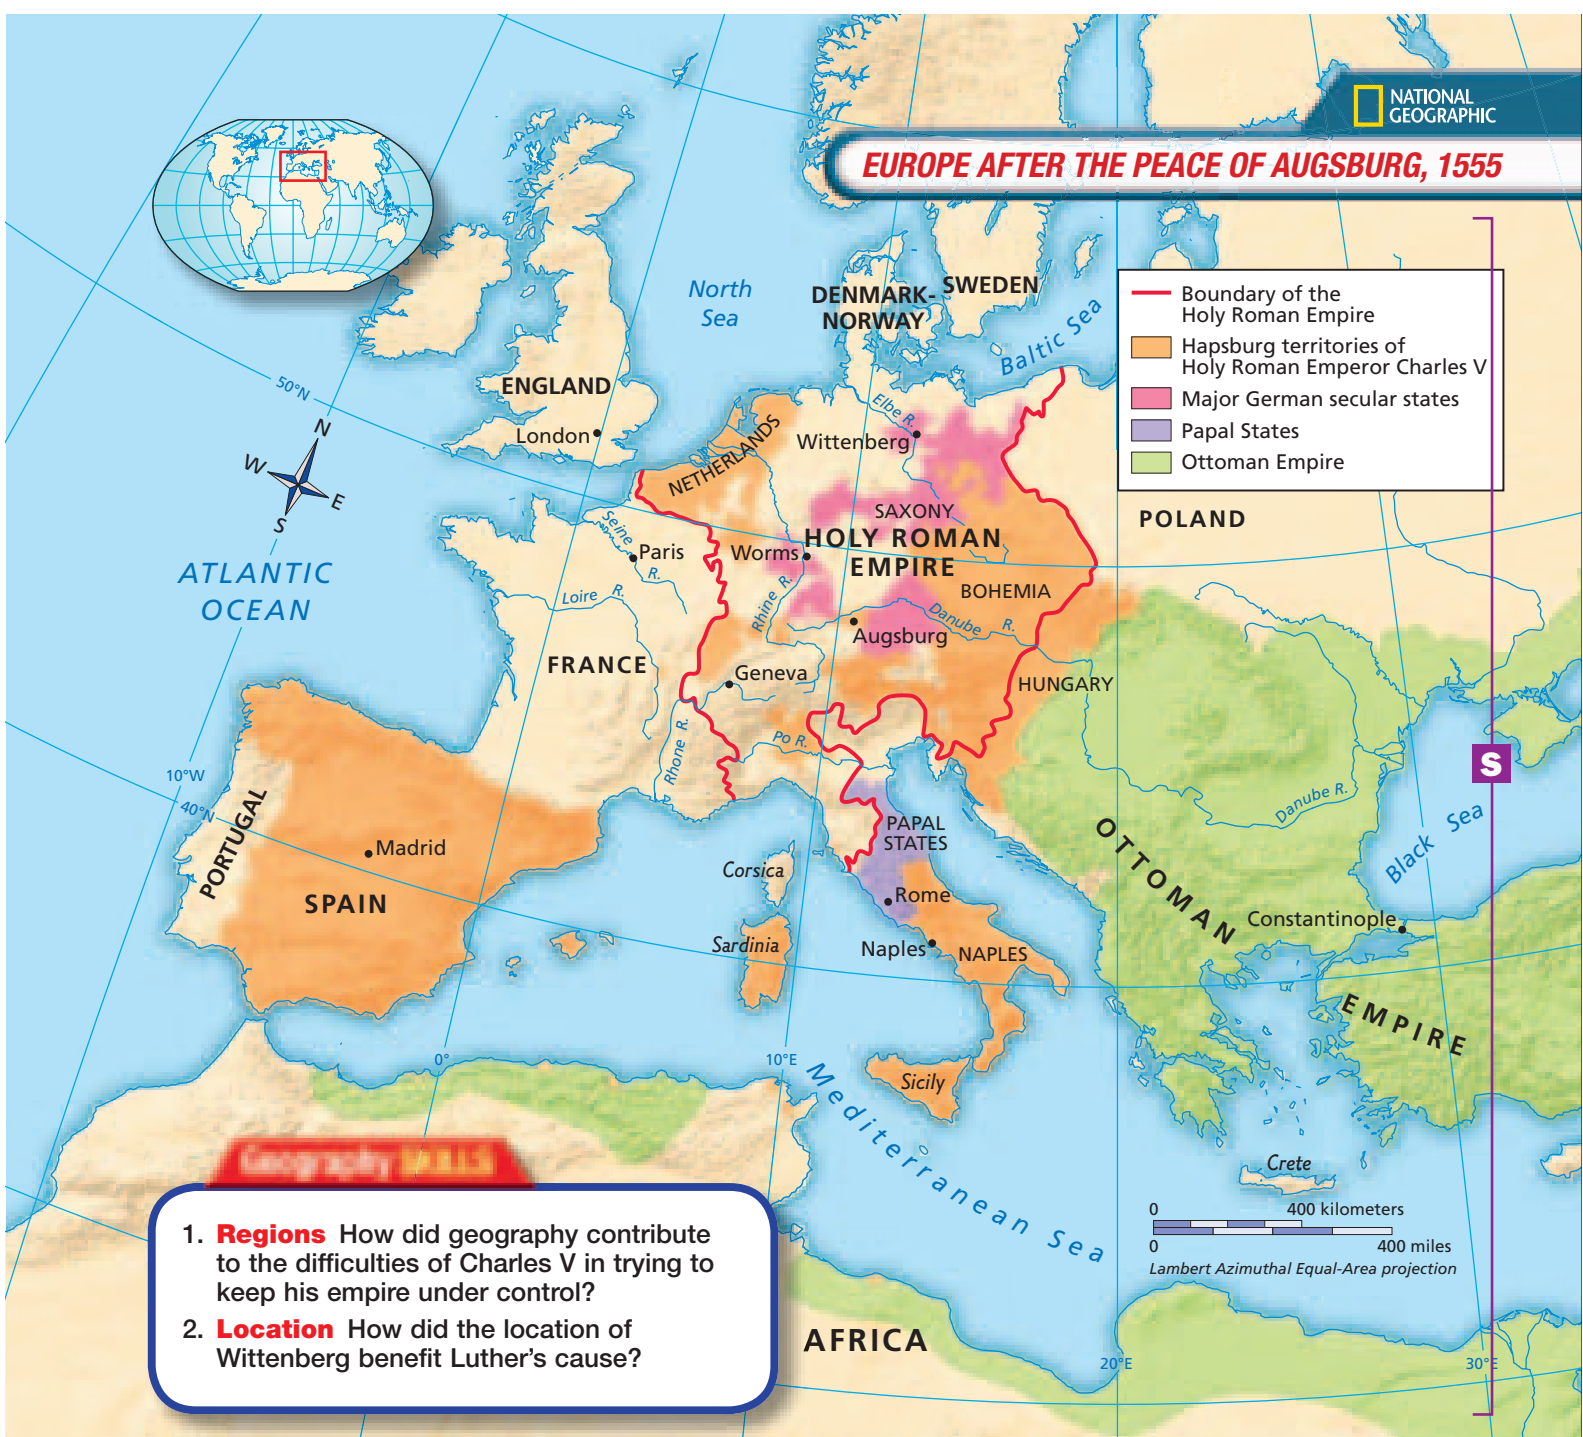 NATIONAL
GEOGRAPHIC
EUROPE AFTER THE PEACE OF AUGSBURG, 1555
Boundary of the
Holy Roman Empire
Hapsburg territories of
Holy Roman Emperor Charles V
Major German secular states
Papal States
Ottoman Empire
North
Sea
DENMARK-
NORWAY
SWEDEN
Baltic Sea
ENGLAND
London
50°N
N
W
E
S
NETHERLANDS
Elbe R.
Wittenberg
SAXONY
POLAND
HOLY ROMAN
EMPIRE
Worms
Seine
R.
Paris
ATLANTIC
OCEAN
Loire R.
Rhine R.
BOHEMIA
Danube R.
Augsburg
FRANCE
Geneva
HUNGARY
Rhone R.
Po R.
10°W
40°N
PORTUGAL
Madrid
SPAIN
Corsica
Sardinia
PAPAL
STATES
Rome
Naples
NAPLES
Danube R.
Black Sea
S
OTTOMAN
EMPIRE
Constantinople
0°
10°E
Mediterranean Sea
Sicily
Crete
Geography SKILLS
1. Regions How did geography contribute
to the difficulties of Charles V in trying to
keep his empire under control?
2. Location How did the location of
Wittenberg benefit Luther's cause?
0 400 kilometers
0 400 miles
Lambert Azimuthal Equal-Area projection
AFRICA
20°E
30°E